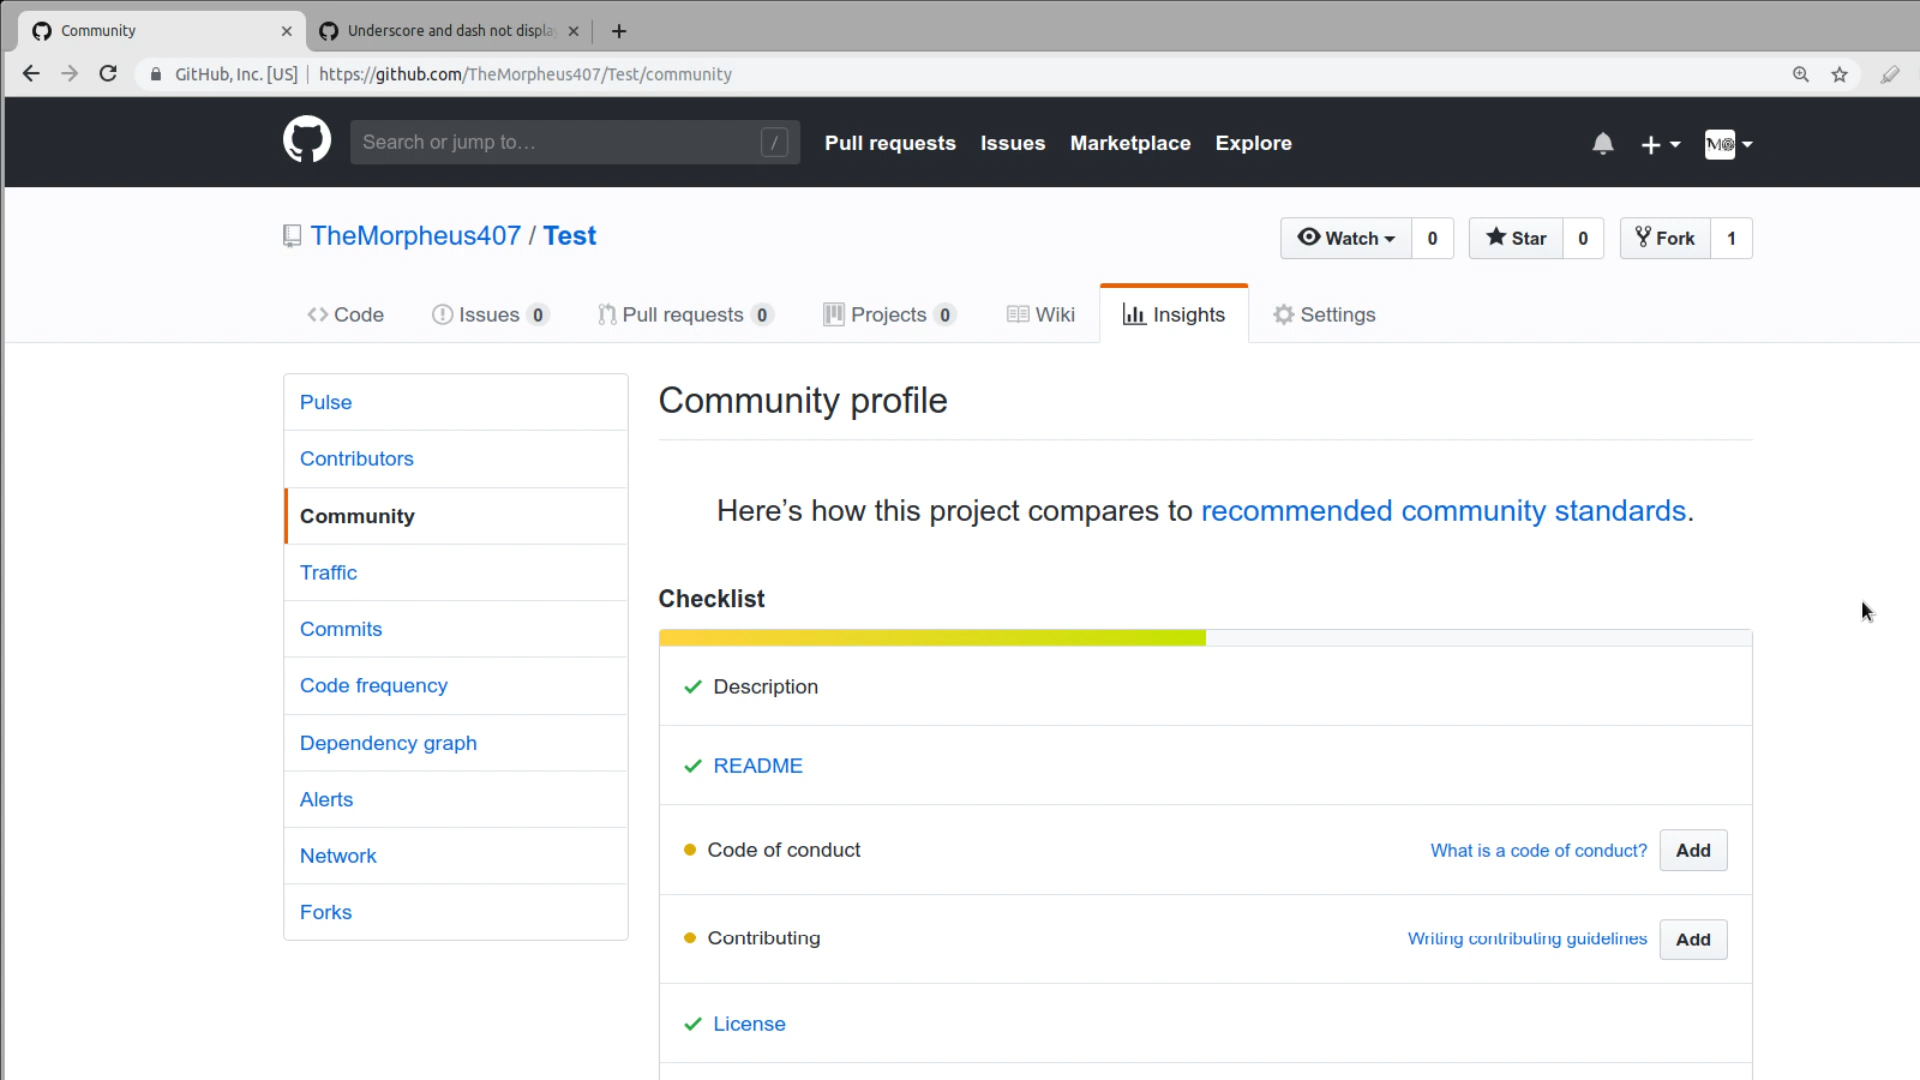 Community
Underscore and dash not displa
GitHub, Inc. [US] https://github.com/TheMorpheus407/Test/community
Search or jump to… /
Pull requests Issues Marketplace Explore
TheMorpheus407 / Test
Watch 0 Star 0 Fork 1
Code Issues 0 Pull requests 0 Projects 0 Wiki Insights Settings
Pulse
Contributors
Community
Traffic
Commits
Code frequency
Dependency graph
Alerts
Network
Forks
Community profile
Here’s how this project compares to recommended community standards.
Checklist
Description
README
Code of conduct What is a code of conduct? Add
Contributing Writing contributing guidelines Add
License